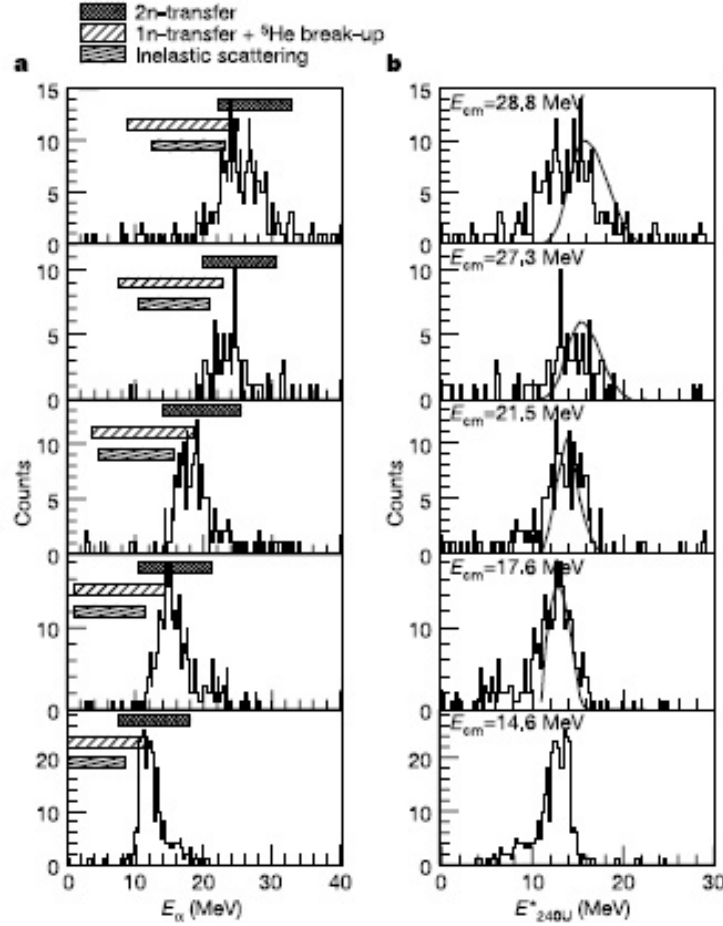 2n-transfer
1n-transfer + ⁵He break-up
Inelastic scattering
a b
15 15
E_cm=28.8 MeV
10 10
5 5
0 0
E_cm=27.3 MeV
10 10
5 5
0 0
E_cm=21.5 MeV
10 10
5 5
0 0
E_cm=17.6 MeV
10 10
0 0
E_cm=14.6 MeV
20 20
10 10
0 0
0 20 40 0 10 20 30
E_α (MeV) E*_240U (MeV)
Counts
Counts